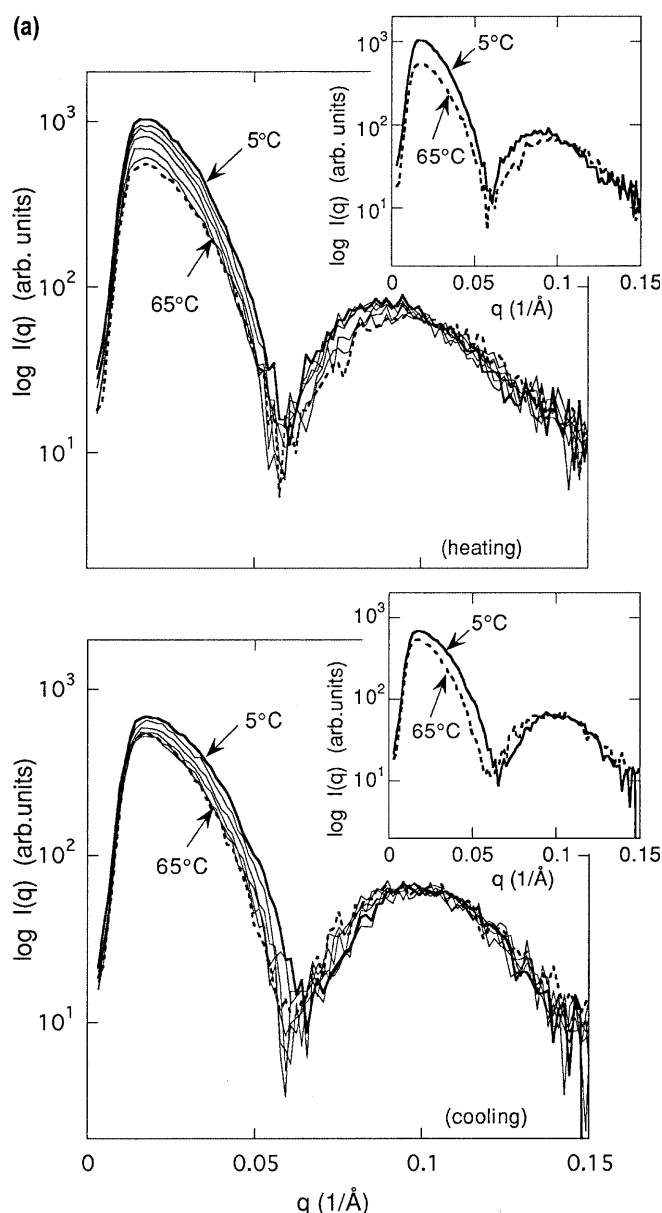 (a)
log I(q) (arb. units)
10³
10²
10¹
5°C
65°C
(heating)
log I(q) (arb. units)
10³
10²
10¹
5°C
65°C
0 0.05 0.1 0.15
q (1/Å)
log I(q) (arb.units)
10³
10²
10¹
5°C
65°C
(cooling)
0 0.05 0.1 0.15
q (1/Å)
log I(q) (arb.units)
10³
10²
10¹
5°C
65°C
0 0.05 0.1 0.15
q (1/Å)